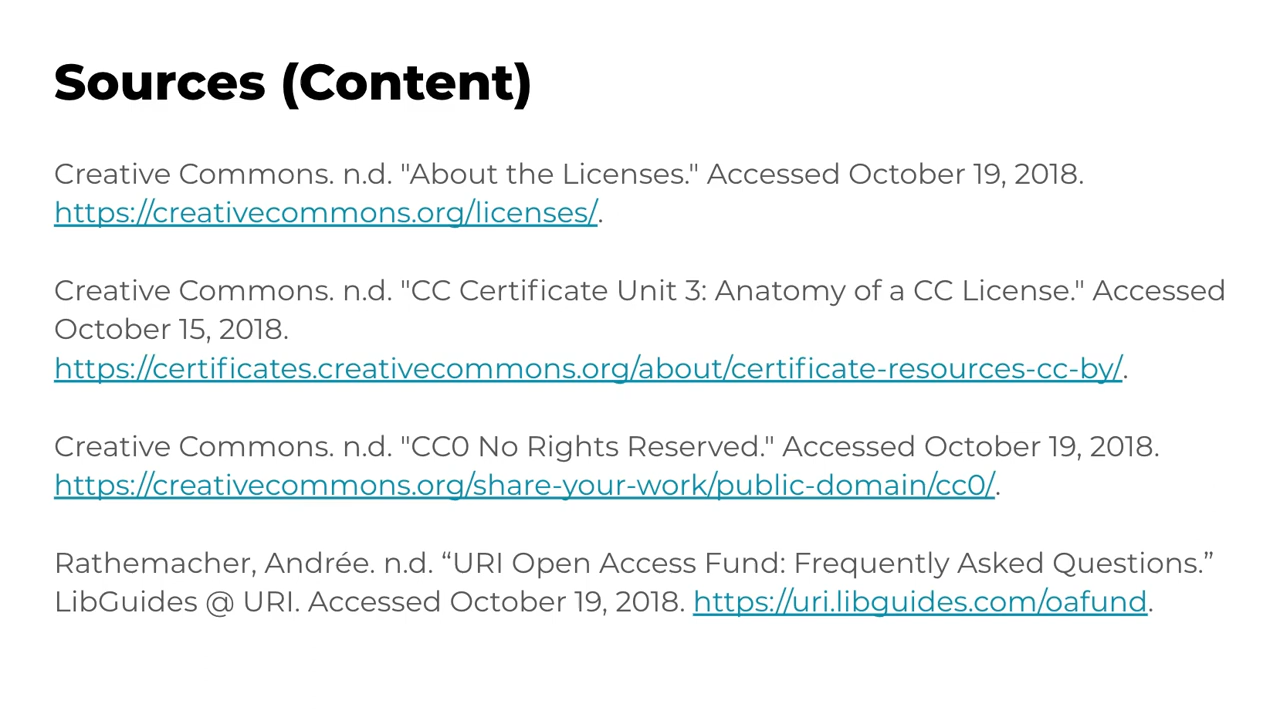 Sources (Content)
Creative Commons. n.d. "About the Licenses." Accessed October 19, 2018.
https://creativecommons.org/licenses/.
Creative Commons. n.d. "CC Certificate Unit 3: Anatomy of a CC License." Accessed
October 15, 2018.
https://certificates.creativecommons.org/about/certificate-resources-cc-by/.
Creative Commons. n.d. "CC0 No Rights Reserved." Accessed October 19, 2018.
https://creativecommons.org/share-your-work/public-domain/cc0/.
Rathemacher, Andrée. n.d. “URI Open Access Fund: Frequently Asked Questions.”
LibGuides @ URI. Accessed October 19, 2018. https://uri.libguides.com/oafund.